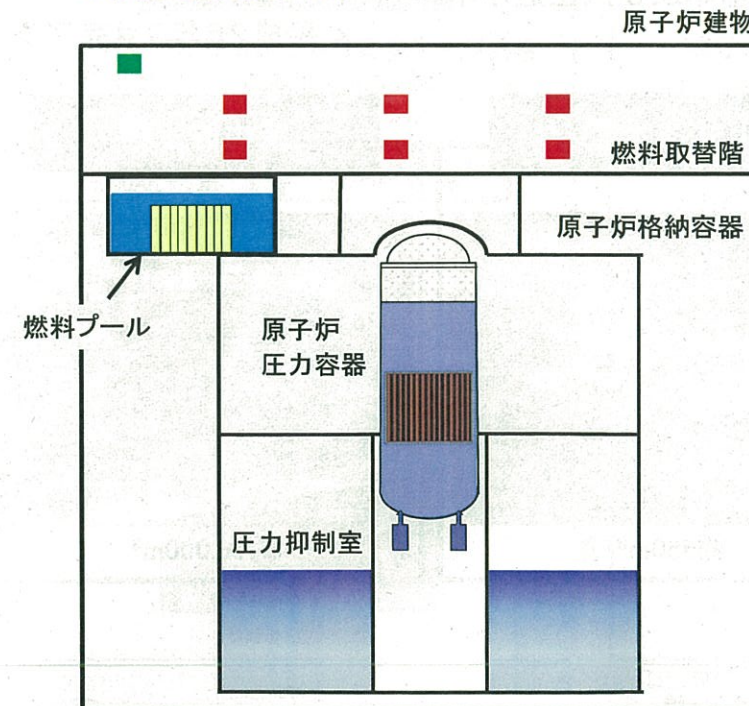 原子炉建物
燃料取替階
原子炉格納容器
燃料プール
原子炉
圧力容器
圧力抑制室